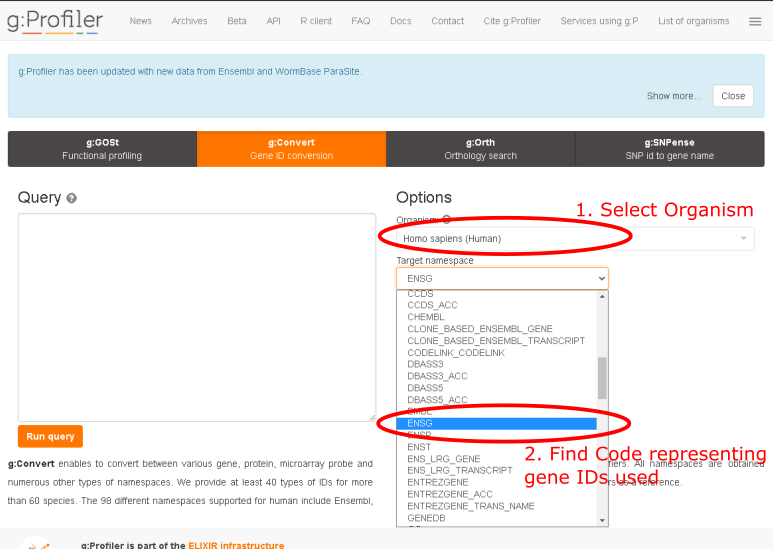 g:Profiler
News Archives Beta API R client FAQ Docs Contact Cite g:Profiler Services using g:P List of organisms
g:Profiler has been updated with new data from Ensembl and WormBase ParaSite.
Show more... Close
g:GOSt
Functional profiling
g:Convert
Gene ID conversion
g:Orth
Orthology search
g:SNPense
SNP id to gene name
Query
Run query
Options
1. Select Organism
Organism
Homo sapiens (Human)
Target namespace
ENSG
CCDS
CCDS_ACC
CHEMBL
CLONE_BASED_ENSEMBL_GENE
CLONE_BASED_ENSEMBL_TRANSCRIPT
CODELINK_CODELINK
DBASS3
DBASS3_ACC
DBASS5
DBASS5_ACC
EMBL
ENSG
ENSP
ENST
ENS_LRG_GENE
ENS_LRG_TRANSCRIPT
ENTREZGENE
ENTREZGENE_ACC
ENTREZGENE_TRANS_NAME
GENEDB
2. Find Code representing
gene IDs used
g:Convert enables to convert between various gene, protein, microarray probe and
numerous other types of namespaces. We provide at least 40 types of IDs for more
than 60 species. The 98 different namespaces supported for human include Ensembl,
All namespaces are obtained
as a reference.
g:Profiler is part of the ELIXIR infrastructure